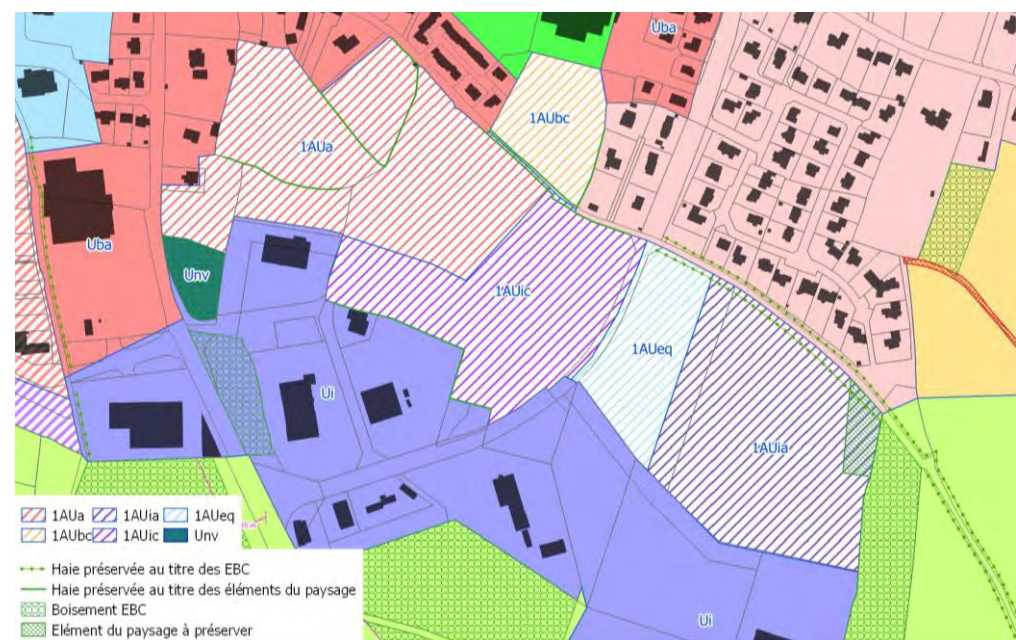 Uba
1AUbc
1AUa
Uba
Unv
1AUic
1AUeq
Ui
1AUia
1AUa 1AUia 1AUeq
1AUbc 1AUic Unv
Haie préservée au titre des EBC
Haie préservée au titre des éléments du paysage
Boisement EBC
Elément du paysage à préserver
Ui